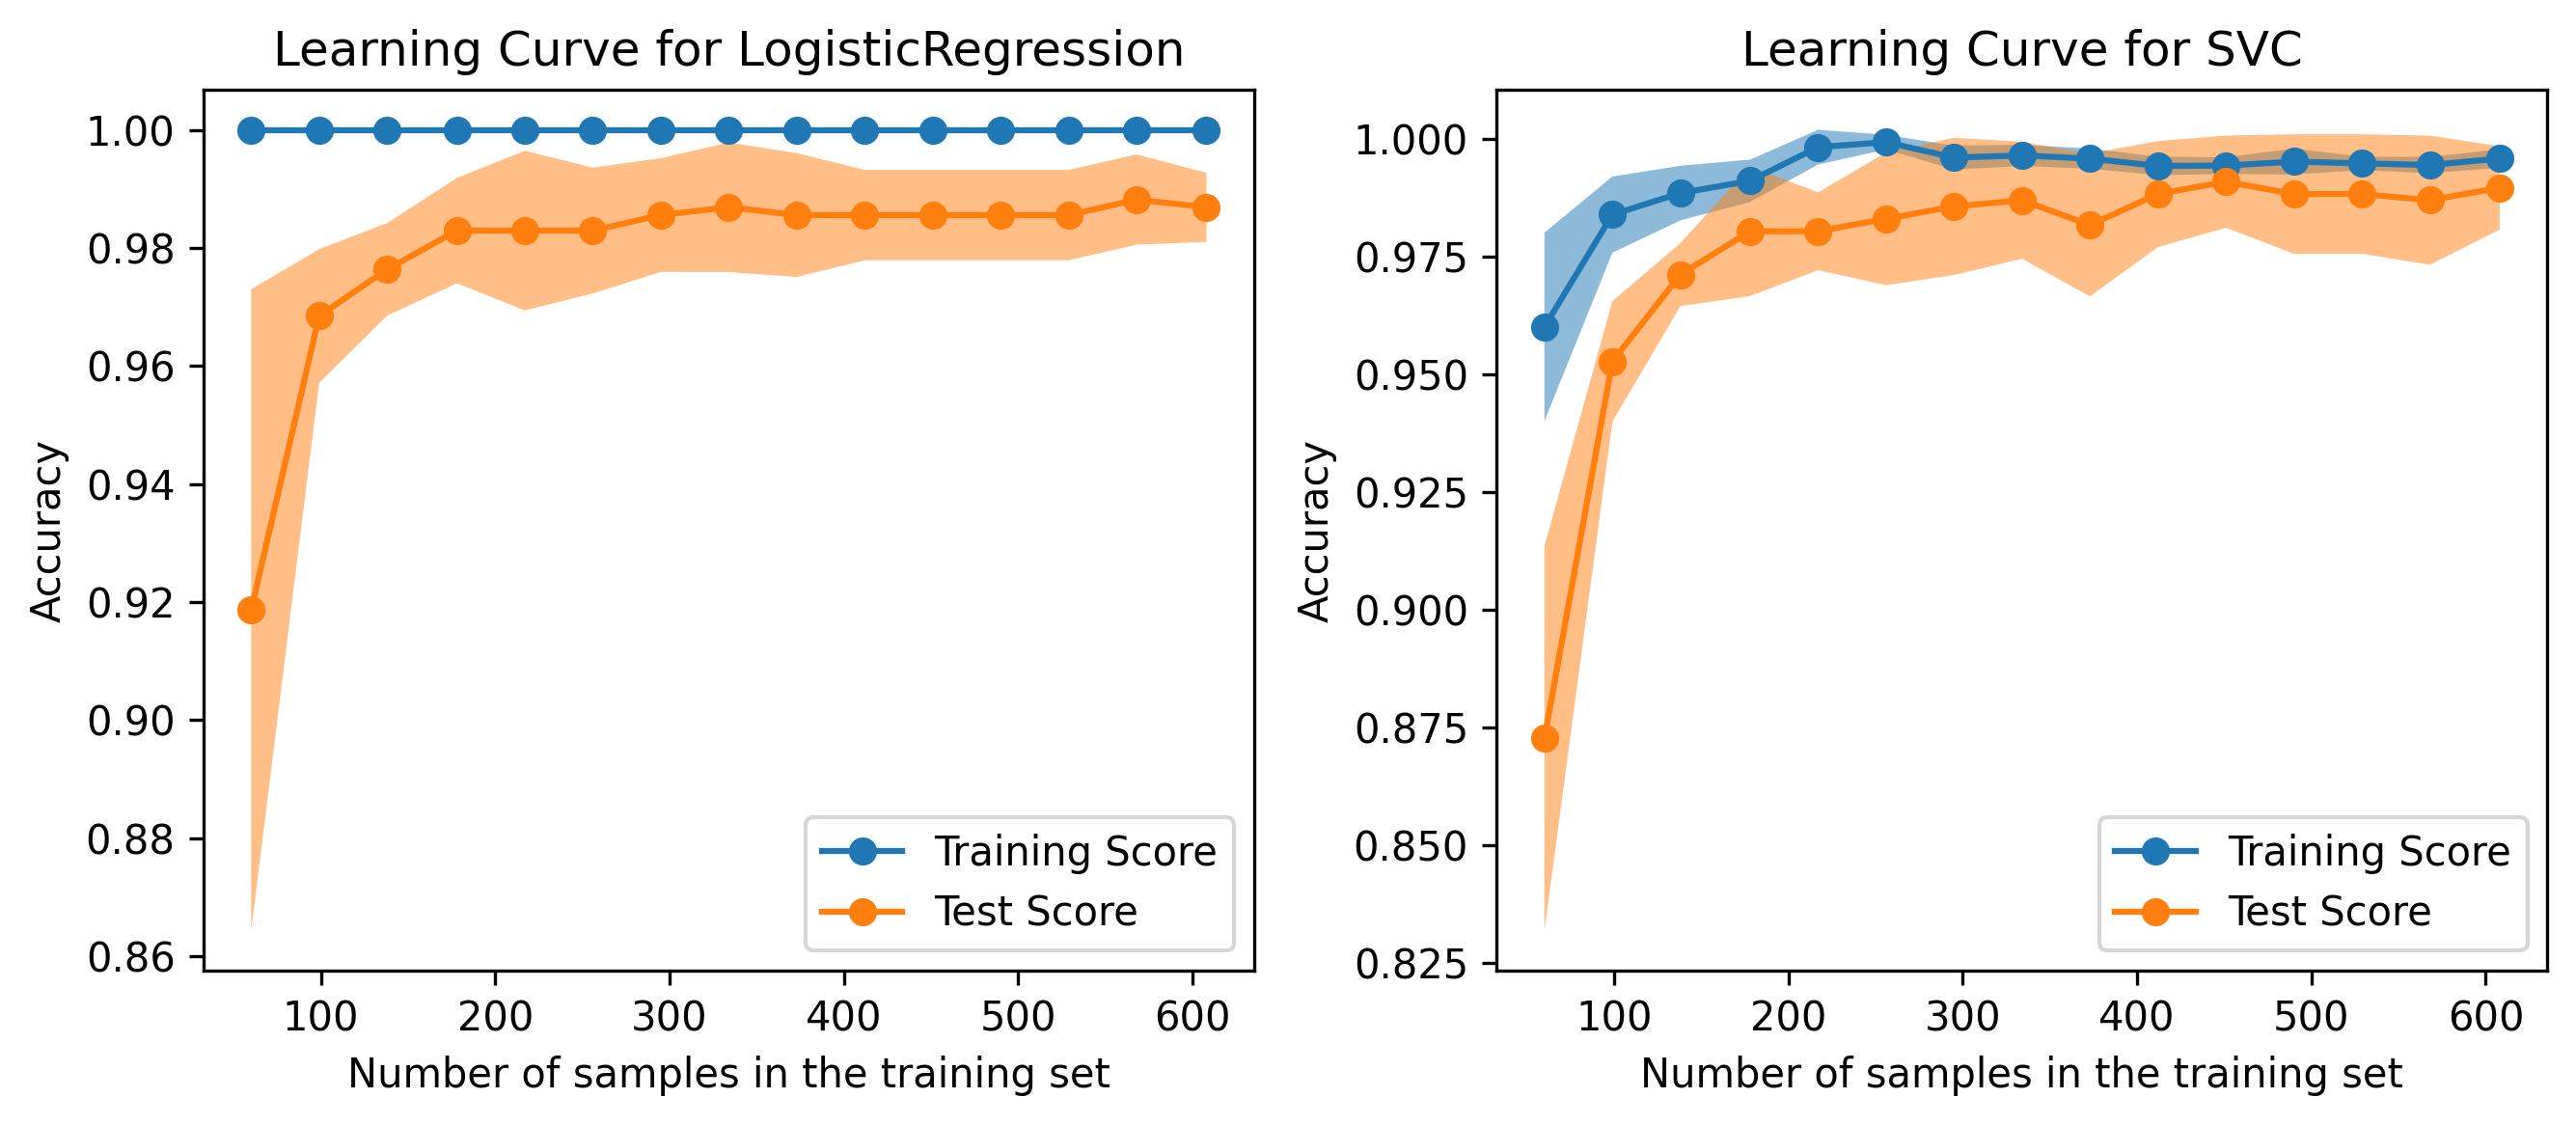 Learning Curve for LogisticRegression
1.00
0.98
0.96
0.94
0.92
0.90
0.88
0.86
Accuracy
100 200 300 400 500 600
Number of samples in the training set
Training Score
Test Score
Learning Curve for SVC
1.000
0.975
0.950
0.925
0.900
0.875
0.850
0.825
Accuracy
100 200 300 400 500 600
Number of samples in the training set
Training Score
Test Score